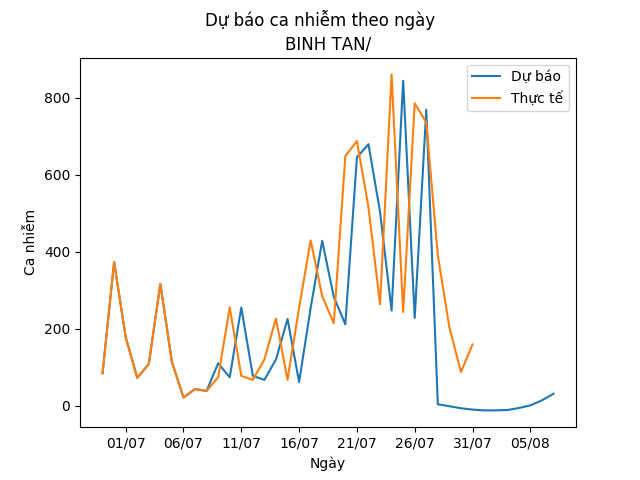 Dự báo ca nhiễm theo ngày
BINH TAN/
Dự báo
Thực tế
Ca nhiễm
800
600
400
200
0
01/07 06/07 11/07 16/07 21/07 26/07 31/07 05/08
Ngày